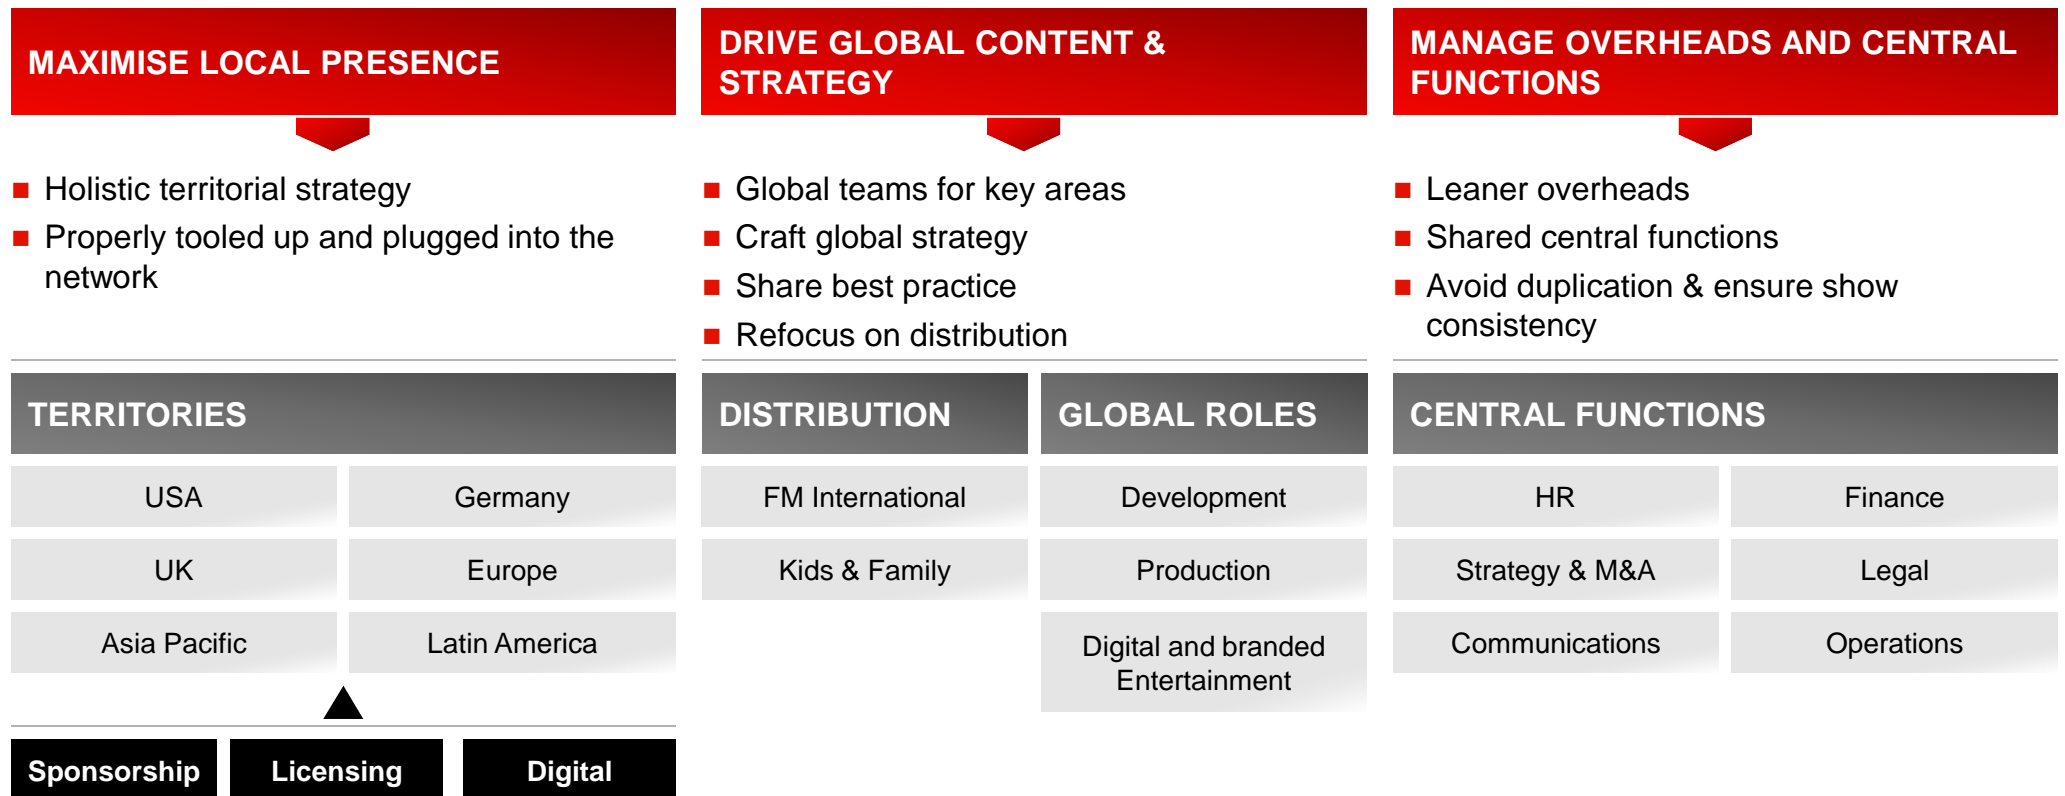 MAXIMISE LOCAL PRESENCE
Holistic territorial strategy
Properly tooled up and plugged into the
network
DRIVE GLOBAL CONTENT &
STRATEGY
Global teams for key areas
Craft global strategy
Share best practice
Refocus on distribution
MANAGE OVERHEADS AND CENTRAL
FUNCTIONS
Leaner overheads
Shared central functions
Avoid duplication & ensure show
consistency
TERRITORIES
USA
Germany
UK
Europe
Asia Pacific
Latin America
Sponsorship
Licensing
Digital
DISTRIBUTION
FM International
Kids & Family
GLOBAL ROLES
Development
Production
Digital and branded
Entertainment
CENTRAL FUNCTIONS
HR
Finance
Strategy & M&A
Legal
Communications
Operations